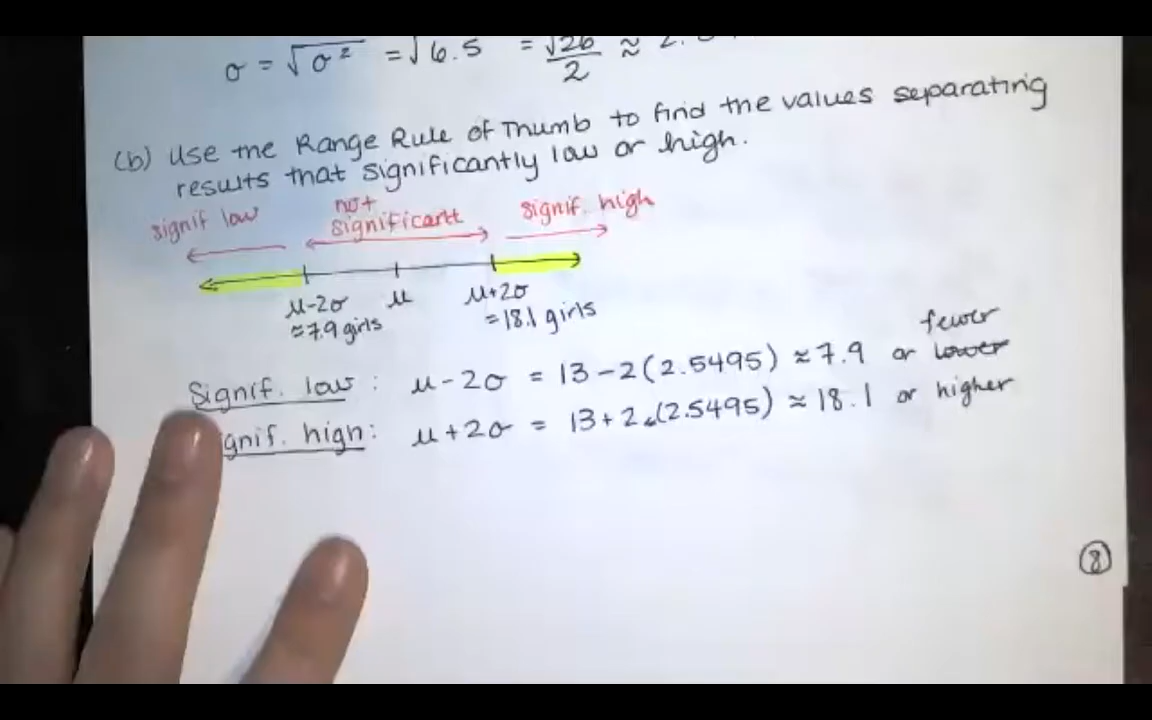 σ = √σ² = √6.5 = √26/2 ≈ 2.
(b) Use the Range Rule of Thumb to find the values separating
results that significantly low or high.
signif low not significant signif. high
μ-2σ μ μ+2σ
≈7.9 girls =18.1 girls
fewer
Signif. low: μ-2σ = 13-2(2.5495) ≈ 7.9 or lower
gnif. high: μ+2σ = 13+2.(2.5495) ≈ 18.1 or higher
8